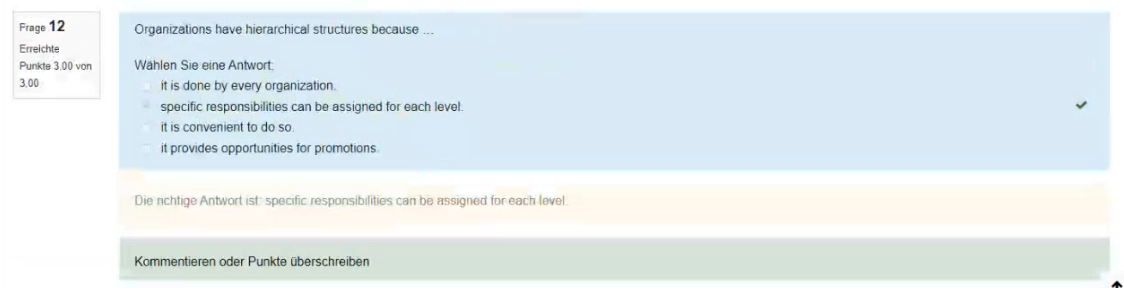 Frage 12
Erreichte
Punkte 3,00 von
3,00
Organizations have hierarchical structures because ...
Wählen Sie eine Antwort:
it is done by every organization.
specific responsibilities can be assigned for each level.
it is convenient to do so.
it provides opportunities for promotions.
Die richtige Antwort ist: specific responsibilities can be assigned for each level.
Kommentieren oder Punkte überschreiben